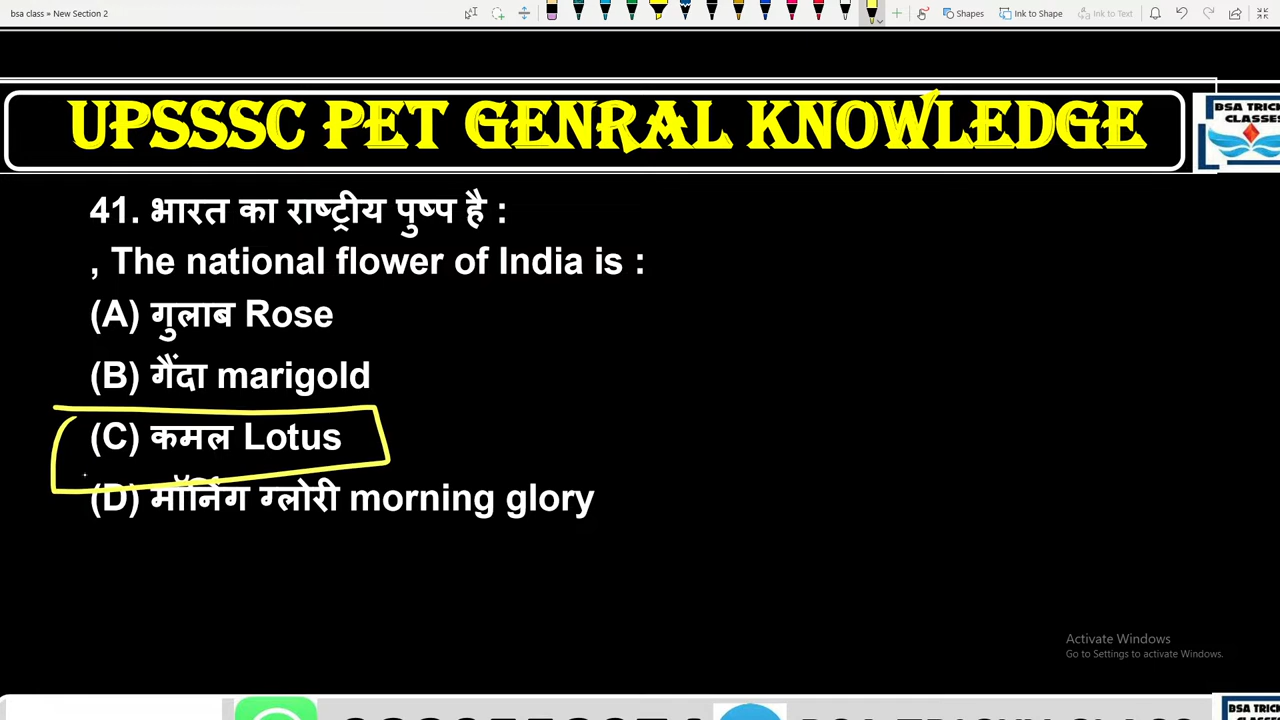 bsa class » New Section 2
Shapes
Ink to Shape
Ink to Text
UPSSSC PET GENRAL KNOWLEDGE
BSA TRICK
CLASSES
41. भारत का राष्ट्रीय पुष्प है :
, The national flower of India is :
(A) गुलाब Rose
(B) गैंदा marigold
(C) कमल Lotus
(D) मॉर्निंग ग्लोरी morning glory
Activate Windows
Go to Settings to activate Windows.